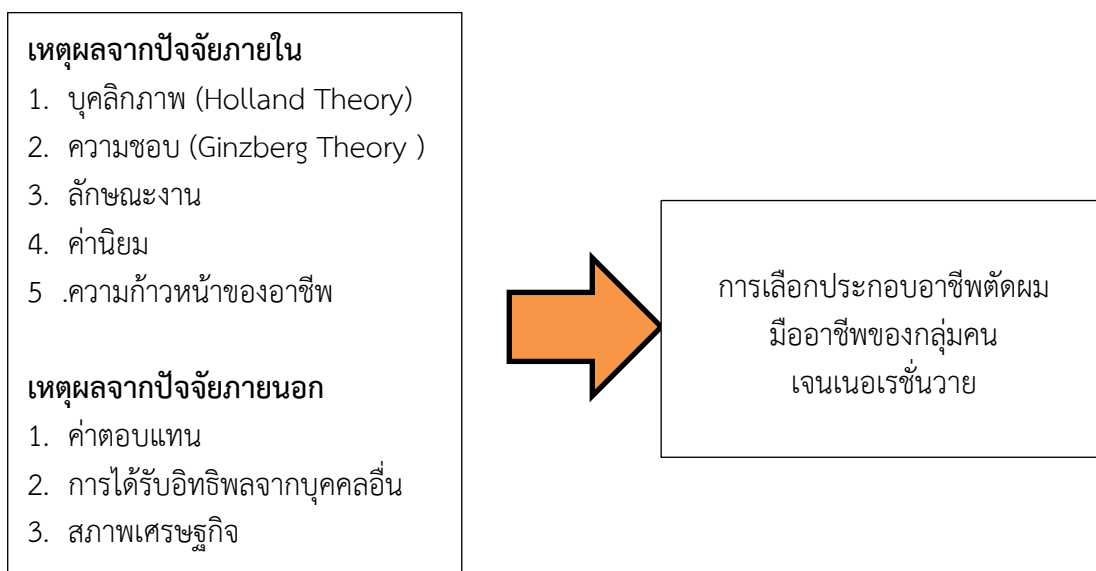 เหตุผลจากปัจจัยภายใน
1. บุคลิกภาพ (Holland Theory)
2. ความชอบ (Ginzberg Theory )
3. ลักษณะงาน
4. ค่านิยม
5 .ความก้าวหน้าของอาชีพ
เหตุผลจากปัจจัยภายนอก
1. ค่าตอบแทน
2. การได้รับอิทธิพลจากบุคคลอื่น
3. สภาพเศรษฐกิจ
การเลือกประกอบอาชีพตัดผม
มืออาชีพของกลุ่มคน
เจนเนอเรชั่นวาย